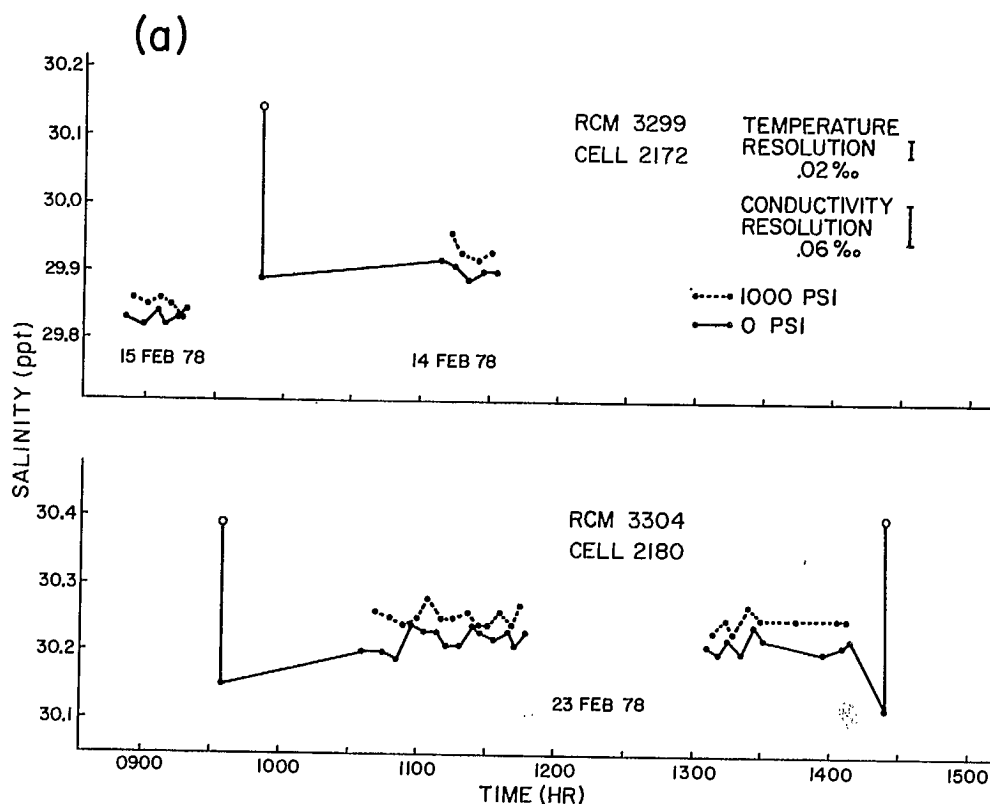 (a)
30.2
30.1
30.0
29.9
29.8
RCM 3299
CELL 2172
TEMPERATURE
RESOLUTION
.02‰
CONDUCTIVITY
RESOLUTION
.06‰
1000 PSI
0 PSI
15 FEB 78
14 FEB 78
SALINITY (ppt)
30.4
30.3
30.2
30.1
RCM 3304
CELL 2180
23 FEB 78
0900
1000
1100
1200
1300
1400
1500
TIME (HR)